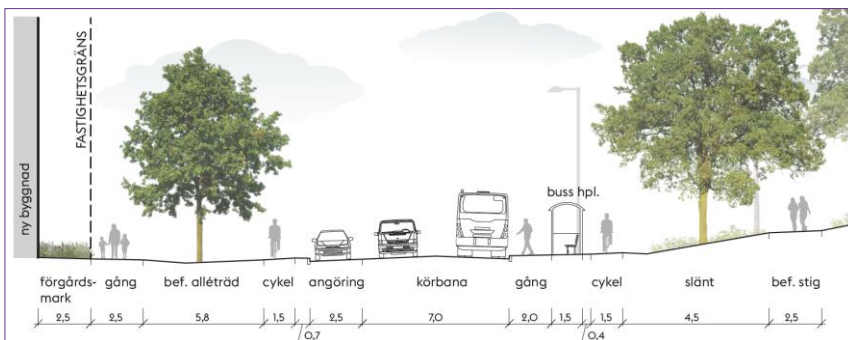 ny byggnad
FASTIGHETSGRÄNS
buss hpl.
förgårds-
mark
gång
bef. alléträd
cykel
angöring
körbana
gång
cykel
slänt
bef. stig
2,5
2,5
5,8
1,5
2,5
7,0
2,0
1,5
1,5
4,5
2,5
0,7
0,4